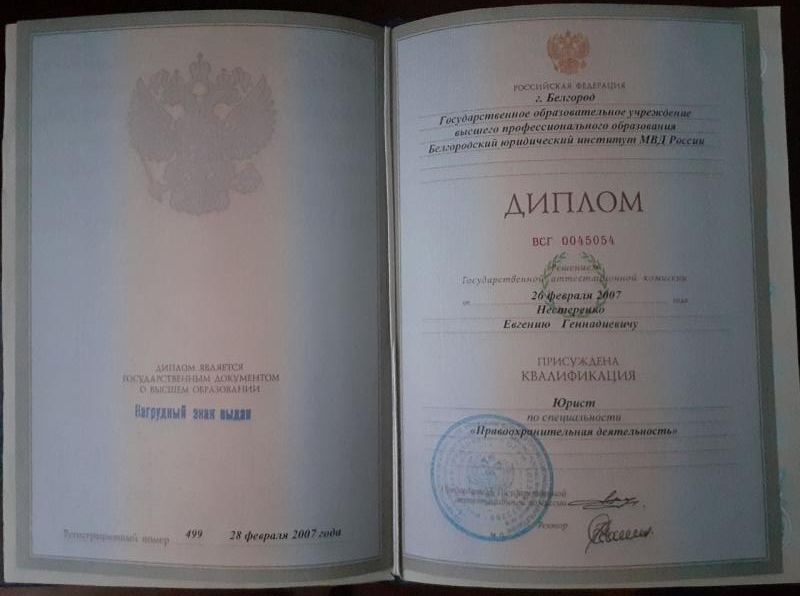 ДИПЛОМ ЯВЛЯЕТСЯ
ГОСУДАРСТВЕННЫМ ДОКУМЕНТОМ
О ВЫСШЕМ ОБРАЗОВАНИИ
Нагрудный знак выдан
Регистрационный номер 499 28 февраля 2007 года
РОССИЙСКАЯ ФЕДЕРАЦИЯ
г. Белгород
Государственное образовательное учреждение
высшего профессионального образования
Белгородский юридический институт МВД России
ДИПЛОМ
ВСГ 0045054
Решением
Государственной аттестационной комиссии
от 26 февраля 2007 года
Нестеренко
Евгению Геннадиевичу
ПРИСУЖДЕНА
КВАЛИФИКАЦИЯ
Юрист
по специальности
«Правоохранительная деятельность»
Председатель Государственной
аттестационной комиссии
Ректор
М.П.